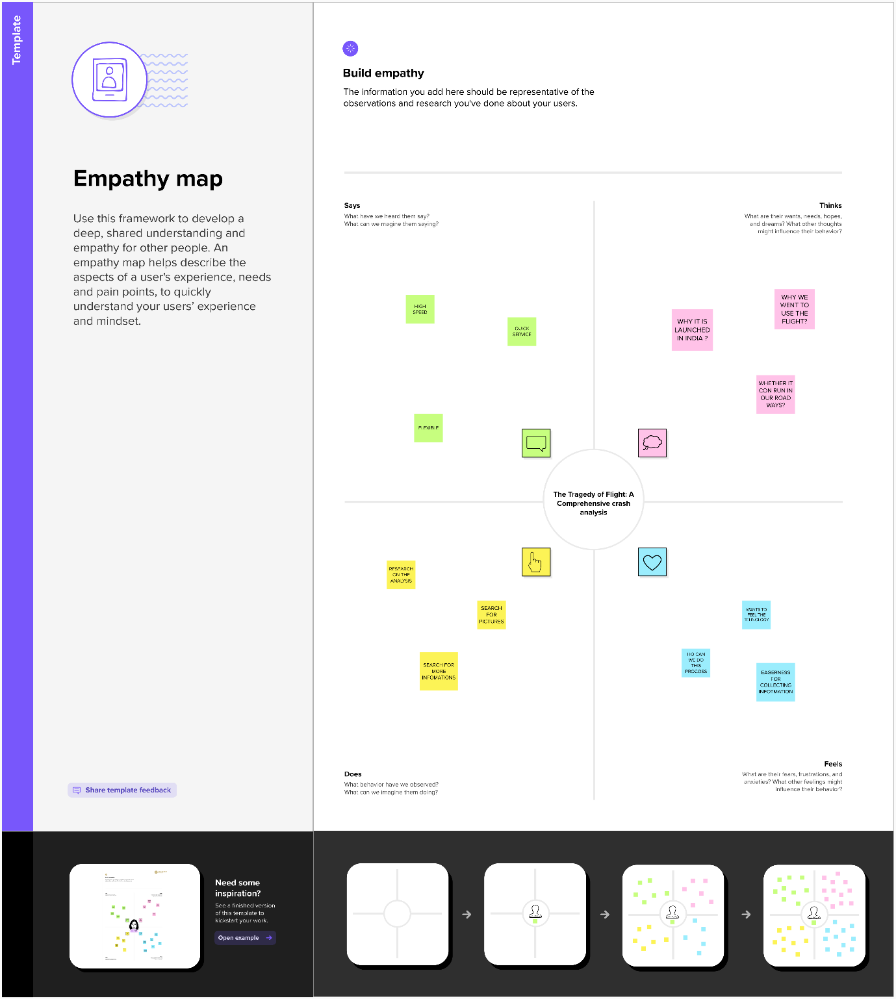 Template
Empathy map
Use this framework to develop a
deep, shared understanding and
empathy for other people. An
empathy map helps describe the
aspects of a user's experience, needs
and pain points, to quickly
understand your users' experience
and mindset.
Share template feedback
Build empathy
The information you add here should be representative of the
observations and research you've done about your users.
Says
What have we heard them say?
What can we magine them saying?
Thinks
What are their wants, needs, hopes,
and dreams? What other thoughts
might influence their behavior?
HIGH
SPEED
QUICK
SERVICE
FLEXIBLE
WHY IT IS
LAUNCHED
IN INDIA ?
WHY WE
WENT TO
USE THE
FLIGHT?
WHETHER IT
CON RUN IN
OUR ROAD
WAYS?
The Tragedy of Flight: A
Comprehensive crash
analysis
RESEARCH
ON THE
ANALYSIS
SEARCH
FOR
PICTURES
SEARCH FOR
MORE
INFOMATIONS
WANTS TO
FEEL THE
TEHNOLOGY
HO CAN
WE DO
THIS
PROCOSS
EAGERNESS
FOR
COLLECTING
INFOTMATION
Does
What behavior have we observed?
What can we imagine them doing?
Feels
What are their fears, frustrations, and
anxieties? What other feelings might
influence their behavior?
Need some
inspiration?
See a finished version
of this template to
kickstart your work.
Open example